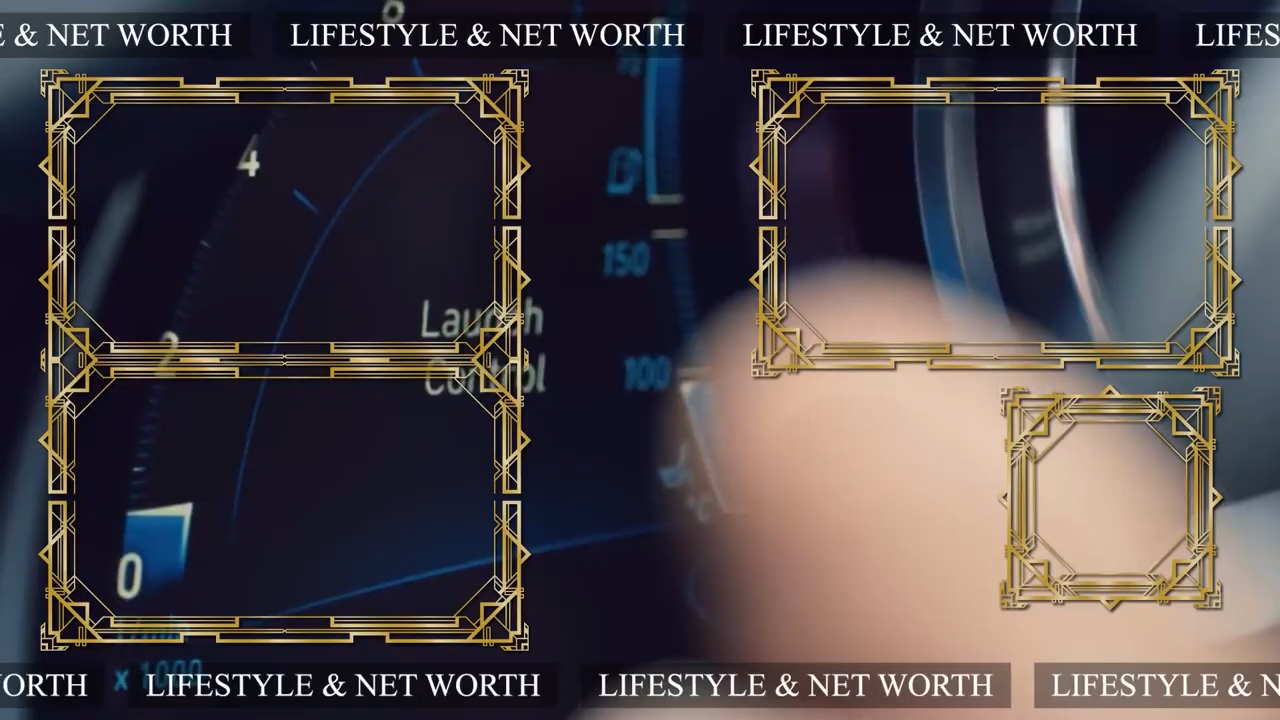 E & NET WORTH LIFESTYLE & NET WORTH LIFESTYLE & NET WORTH LIFES
4
150
Launch
2
Control
100
°C
0
x 1000
ORTH LIFESTYLE & NET WORTH LIFESTYLE & NET WORTH LIFESTYLE & N